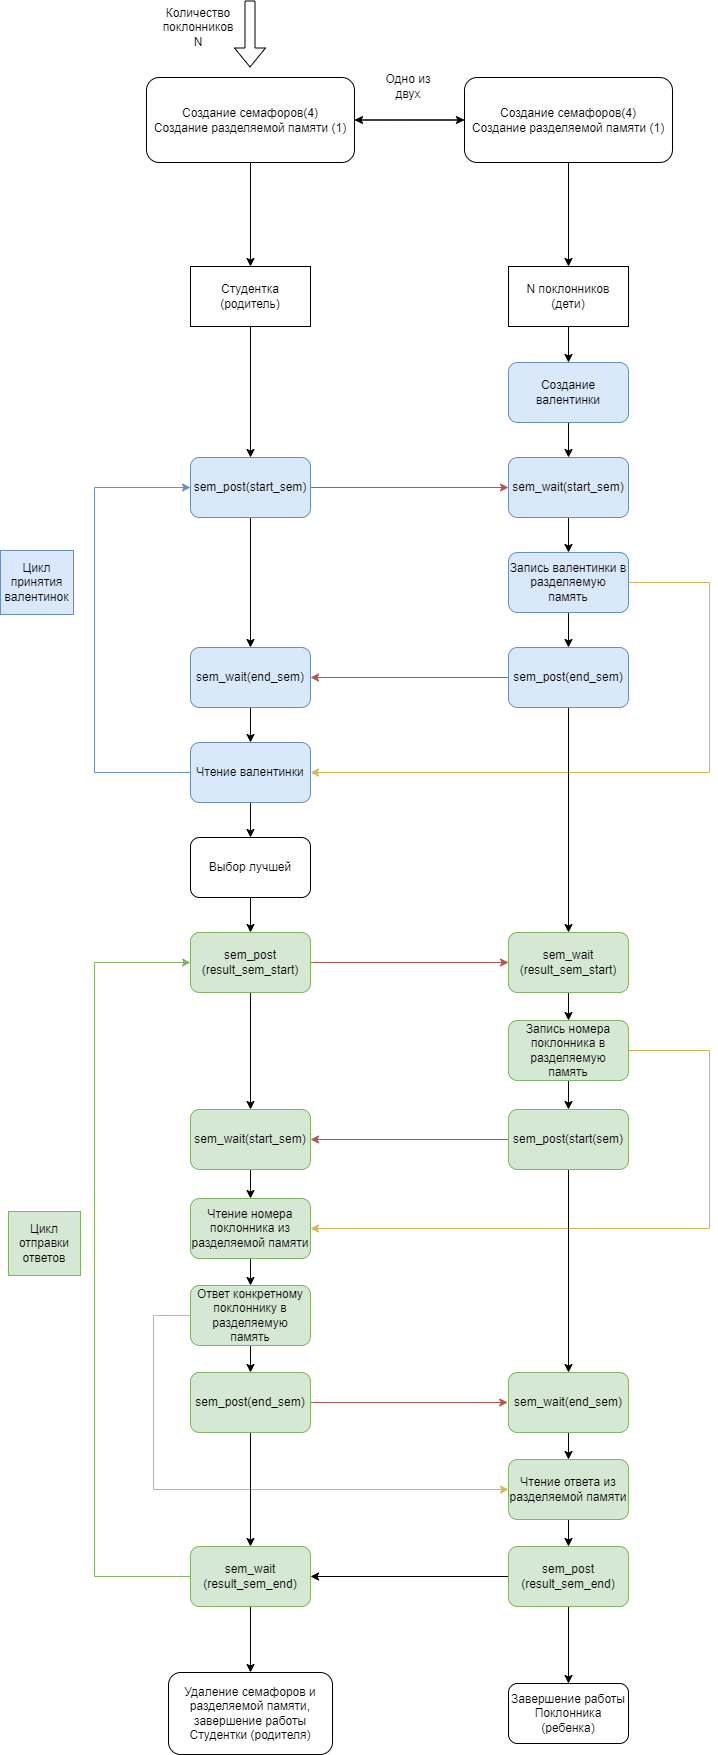 Количество
поклонников
N
Одно из
двух
Создание семафоров(4)
Создание разделяемой памяти (1)
Создание семафоров(4)
Создание разделяемой памяти (1)
Студентка
(родитель)
N поклонников
(дети)
Создание
валентинки
sem_post(start_sem)
sem_wait(start_sem)
Цикл
принятия
валентинок
Запись валентинки в
разделяемую
память
sem_wait(end_sem)
sem_post(end_sem)
Чтение валентинки
Выбор лучшей
sem_post
(result_sem_start)
sem_wait
(result_sem_start)
Запись номера
поклонника в
разделяемую
память
sem_wait(start_sem)
sem_post(start(sem)
Цикл
отправки
ответов
Чтение номера
поклонника из
разделяемой памяти
Ответ конкретному
поклоннику в
разделяемую
память
sem_post(end_sem)
sem_wait(end_sem)
Чтение ответа из
разделяемой памяти
sem_wait
(result_sem_end)
sem_post
(result_sem_end)
Удаление семафоров и
разделяемой памяти,
завершение работы
Студентки (родителя)
Завершение работы
Поклонника
(ребенка)